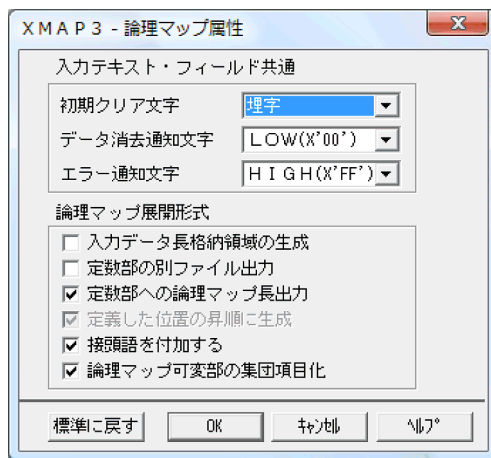 ＸＭＡＰ３－論理マップ属性
入力テキスト・フィールド共通
初期クリア文字 埋字
データ消去通知文字 ＬＯＷ(X'00')
エラー通知文字 ＨＩＧＨ(X'FF')
論理マップ展開形式
入力データ長格納領域の生成
定数部の別ファイル出力
定数部への論理マップ長出力
定義した位置の昇順に生成
接頭語を付加する
論理マップ可変部の集団項目化
標準に戻す OK ｷｬﾝｾﾙ ﾍﾙﾌﾟ